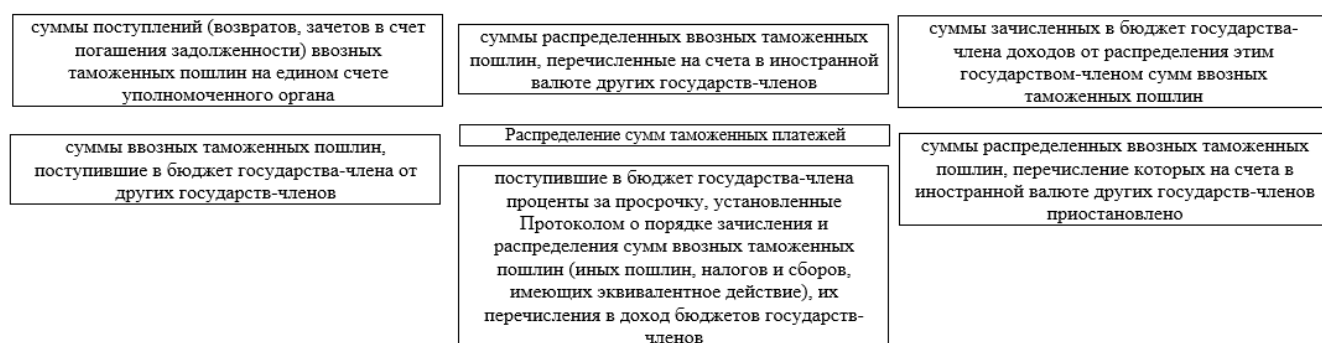 суммы поступлений (возвратов, зачетов в счет
погашения задолженности) ввозных
таможенных пошлин на едином счете
уполномоченного органа
суммы распределенных ввозных таможенных
пошлин, перечисленные на счета в иностранной
валюте других государств-членов
суммы зачисленных в бюджет государства-
члена доходов от распределения этим
государством-членом сумм ввозных
таможенных пошлин
суммы ввозных таможенных пошлин,
поступившие в бюджет государства-члена от
других государств-членов
Распределение сумм таможенных платежей
суммы распределенных ввозных таможенных
пошлин, перечисление которых на счета в
иностранной валюте других государств-членов
приостановлено
поступившие в бюджет государства-члена
проценты за просрочку, установленные
Протоколом о порядке зачисления и
распределения сумм ввозных таможенных
пошлин (иных пошлин, налогов и сборов,
имеющих эквивалентное действие), их
перечисления в доход бюджетов государств-
членов